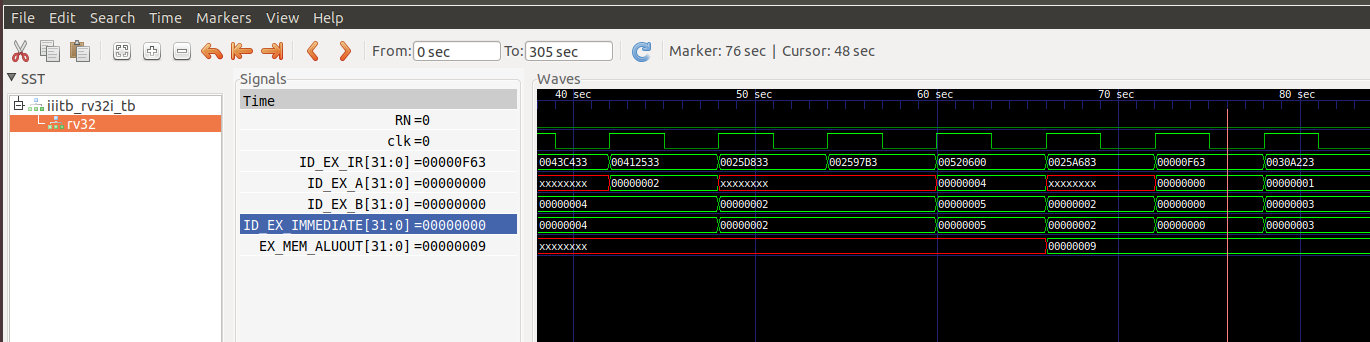 File Edit Search Time Markers View Help
From: 0 sec To: 305 sec Marker: 76 sec | Cursor: 48 sec
SST
iiitb_rv32i_tb
rv32
Signals
Time
RN =0
clk =0
ID_EX_IR[31:0] =00000F63
ID_EX_A[31:0] =00000000
ID_EX_B[31:0] =00000000
ID_EX_IMMEDIATE[31:0] =00000000
EX_MEM_ALUOUT[31:0] =00000009
Waves
40 sec 50 sec 60 sec 70 sec 80 sec
0043C433 00412533 0025D833 002597B3 00520600 0025A683 00000F63 0030A223
xxxxxxxx 00000002 xxxxxxxx 00000004 xxxxxxxx 00000000 00000001
00000004 00000002 00000005 00000002 00000000 00000003
00000004 00000002 00000005 00000002 00000000 00000003
xxxxxxxx 00000009